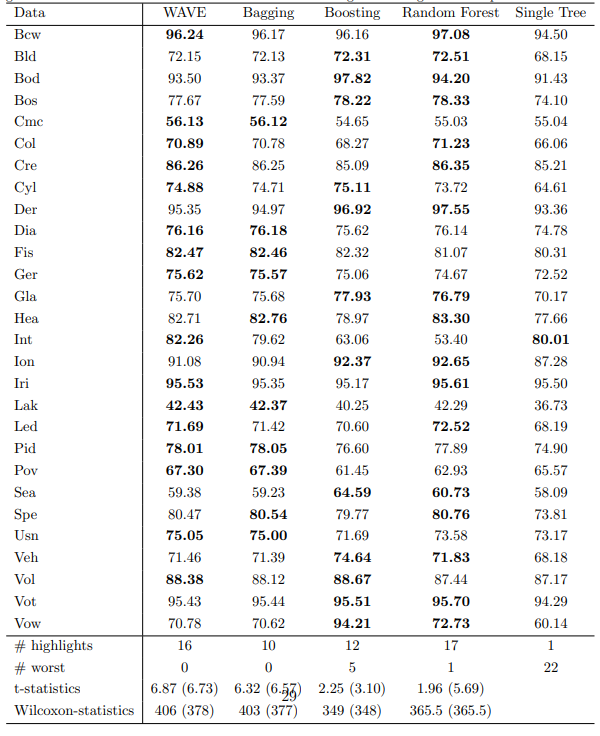 Data WAVE Bagging Boosting Random Forest Single Tree
Bcw 96.24 96.17 96.16 97.08 94.50
Bld 72.15 72.13 72.31 72.51 68.15
Bod 93.50 93.37 97.82 94.20 91.43
Bos 77.67 77.59 78.22 78.33 74.10
Cmc 56.13 56.12 54.65 55.03 55.04
Col 70.89 70.78 68.27 71.23 66.06
Cre 86.26 86.25 85.09 86.35 85.21
Cyl 74.88 74.71 75.11 73.72 64.61
Der 95.35 94.97 96.92 97.55 93.36
Dia 76.16 76.18 75.62 76.14 74.78
Fis 82.47 82.46 82.32 81.07 80.31
Ger 75.62 75.57 75.06 74.67 72.52
Gla 75.70 75.68 77.93 76.79 70.17
Hea 82.71 82.76 78.97 83.30 77.66
Int 82.26 79.62 63.06 53.40 80.01
Ion 91.08 90.94 92.37 92.65 87.28
Iri 95.53 95.35 95.17 95.61 95.50
Lak 42.43 42.37 40.25 42.29 36.73
Led 71.69 71.42 70.60 72.52 68.19
Pid 78.01 78.05 76.60 77.89 74.90
Pov 67.30 67.39 61.45 62.93 65.57
Sea 59.38 59.23 64.59 60.73 58.09
Spe 80.47 80.54 79.77 80.76 73.81
Usn 75.05 75.00 71.69 73.58 73.17
Veh 71.46 71.39 74.64 71.83 68.18
Vol 88.38 88.12 88.67 87.44 87.17
Vot 95.43 95.44 95.51 95.70 94.29
Vow 70.78 70.62 94.21 72.73 60.14
# highlights 16 10 12 17 1
# worst 0 0 5 1 22
t-statistics 6.87 (6.73) 6.32 (6.57) 2.25 (3.10) 1.96 (5.69)
29
Wilcoxon-statistics 406 (378) 403 (377) 349 (348) 365.5 (365.5)